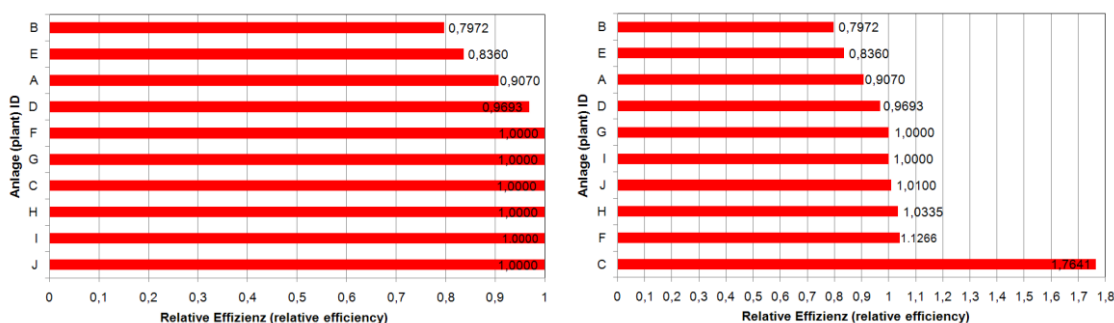 B
0,7972
E
0,8360
A
0,9070
D
0,9693
F
1,0000
G
1,0000
C
1,0000
H
1,0000
I
1,0000
J
1,0000
Anlage (plant) ID
0 0,1 0,2 0,3 0,4 0,5 0,6 0,7 0,8 0,9 1
Relative Effizienz (relative efficiency)
B
0,7972
E
0,8360
A
0,9070
D
0,9693
G
1,0000
I
1,0000
J
1,0100
H
1,0335
F
1.1266
C
1,7641
Anlage (plant) ID
0 0,1 0,2 0,3 0,4 0,5 0,6 0,7 0,8 0,9 1 1,1 1,2 1,3 1,4 1,5 1,6 1,7 1,8
Relative Effizienz (relative efficiency)